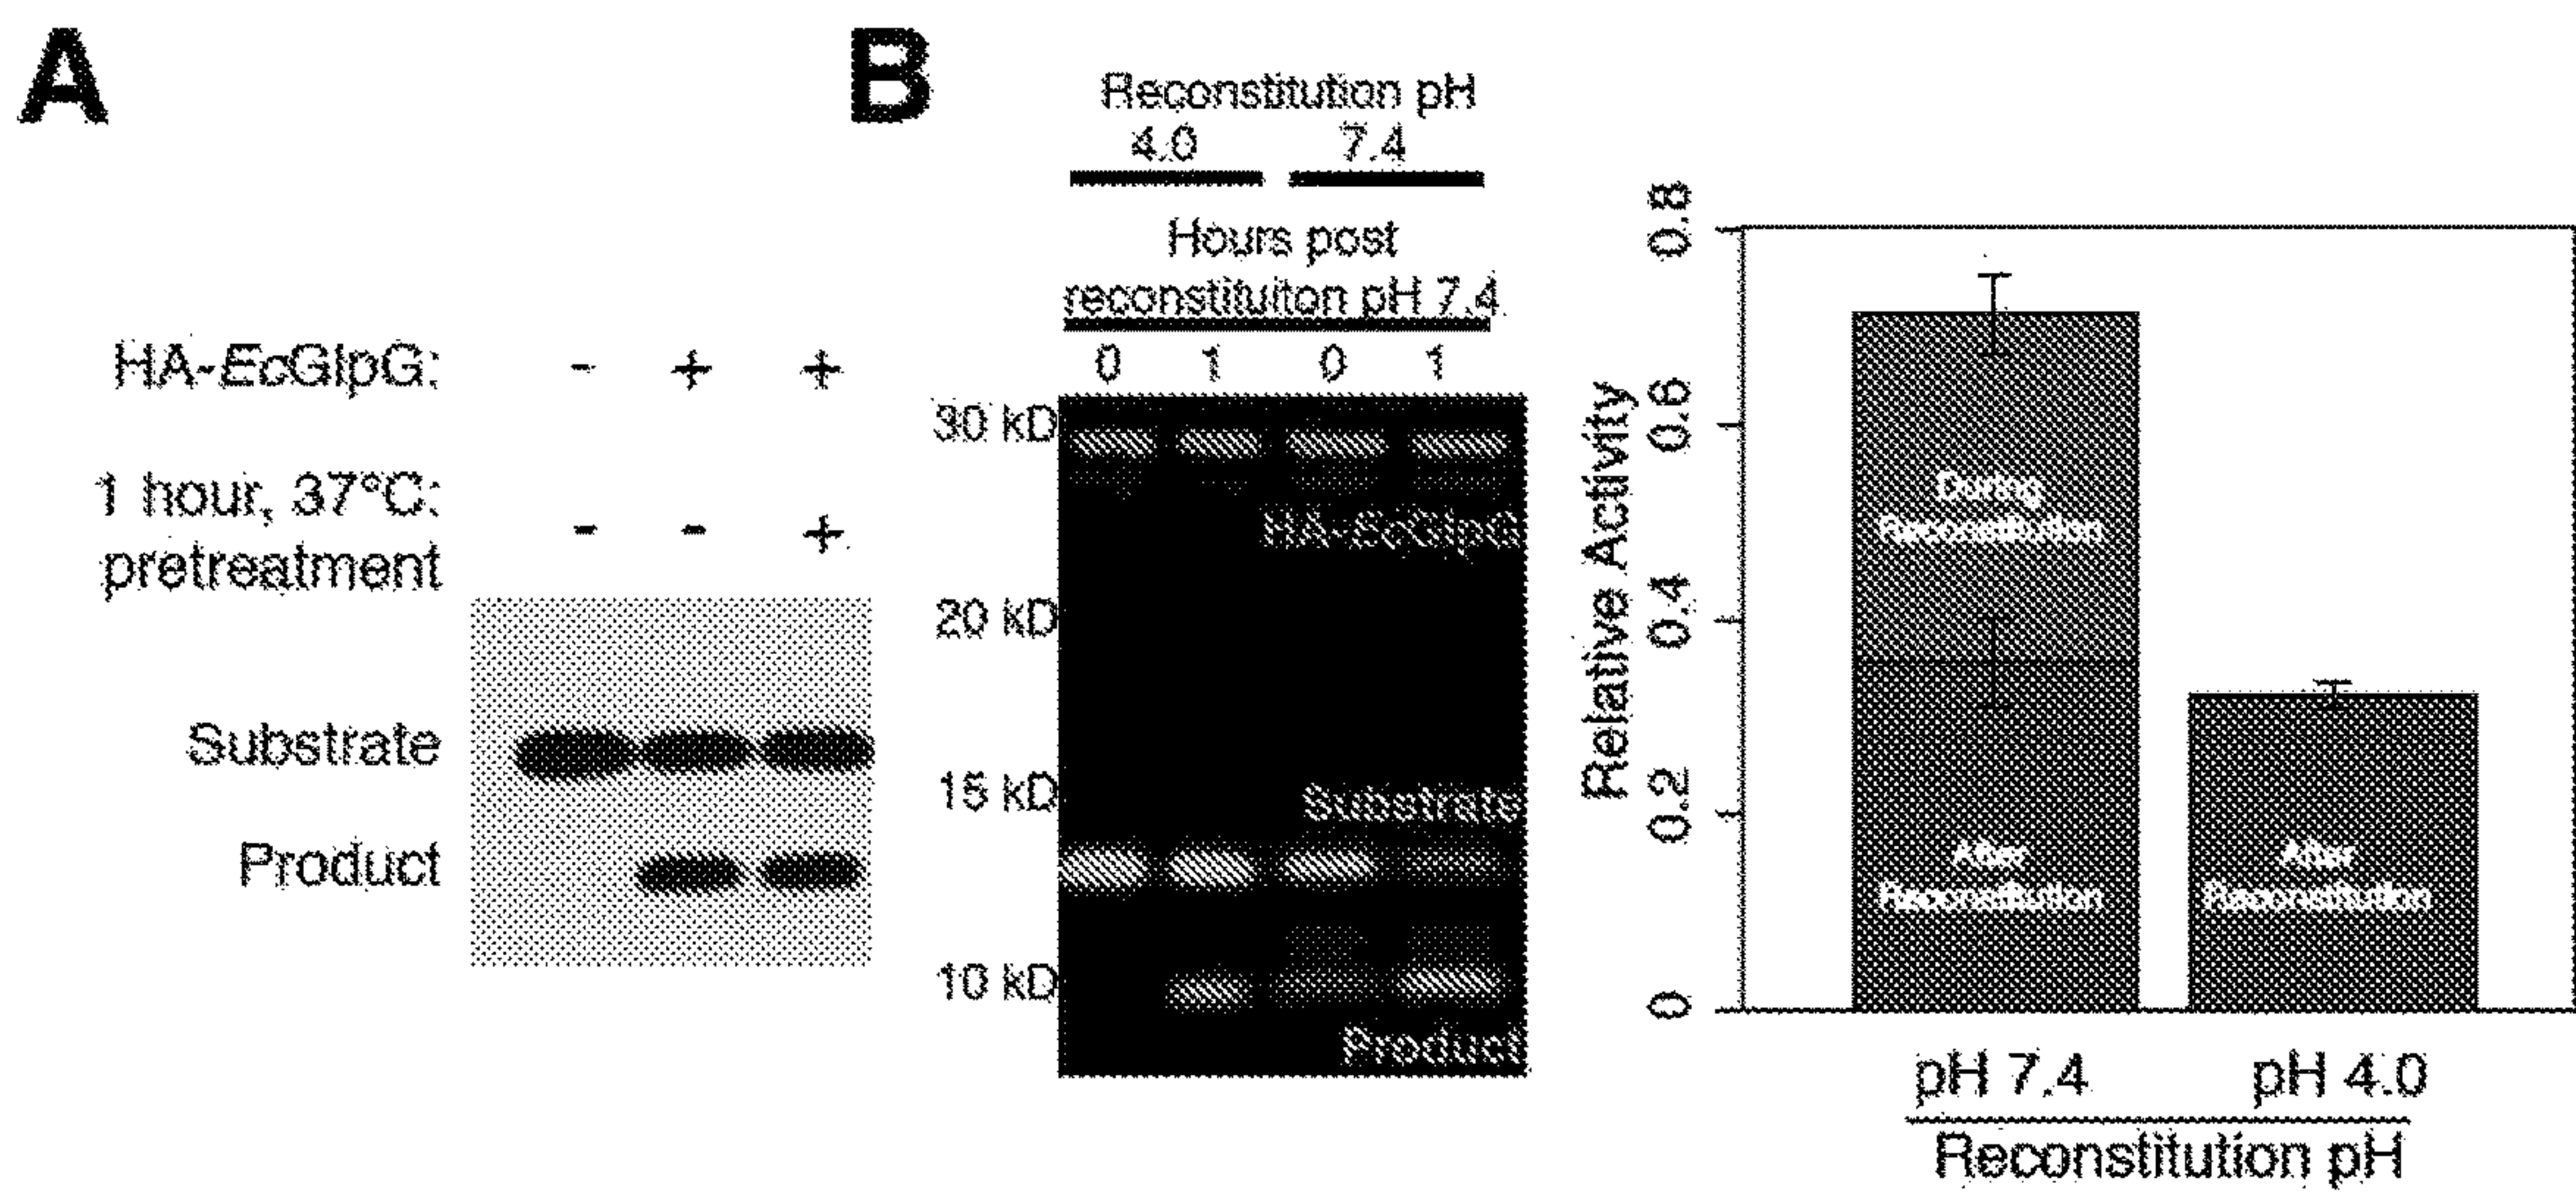 A
HA-EcGlpG: - + +
1 hour, 37°C: - - +
pretreatment
Substrate
Product
B
Reconstitution pH
4.0 7.4
Hours post
reconstituiton pH 7.4
0 1 0 1
30 kD
HA-EcGlpG
20 kD
15 kD
Substrate
10 kD
Product
Relative Activity
0.8
0.6
0.4
0.2
0
During
Reconstitution
After
Reconstitution
After
Reconstitution
pH 7.4 pH 4.0
Reconstitution pH